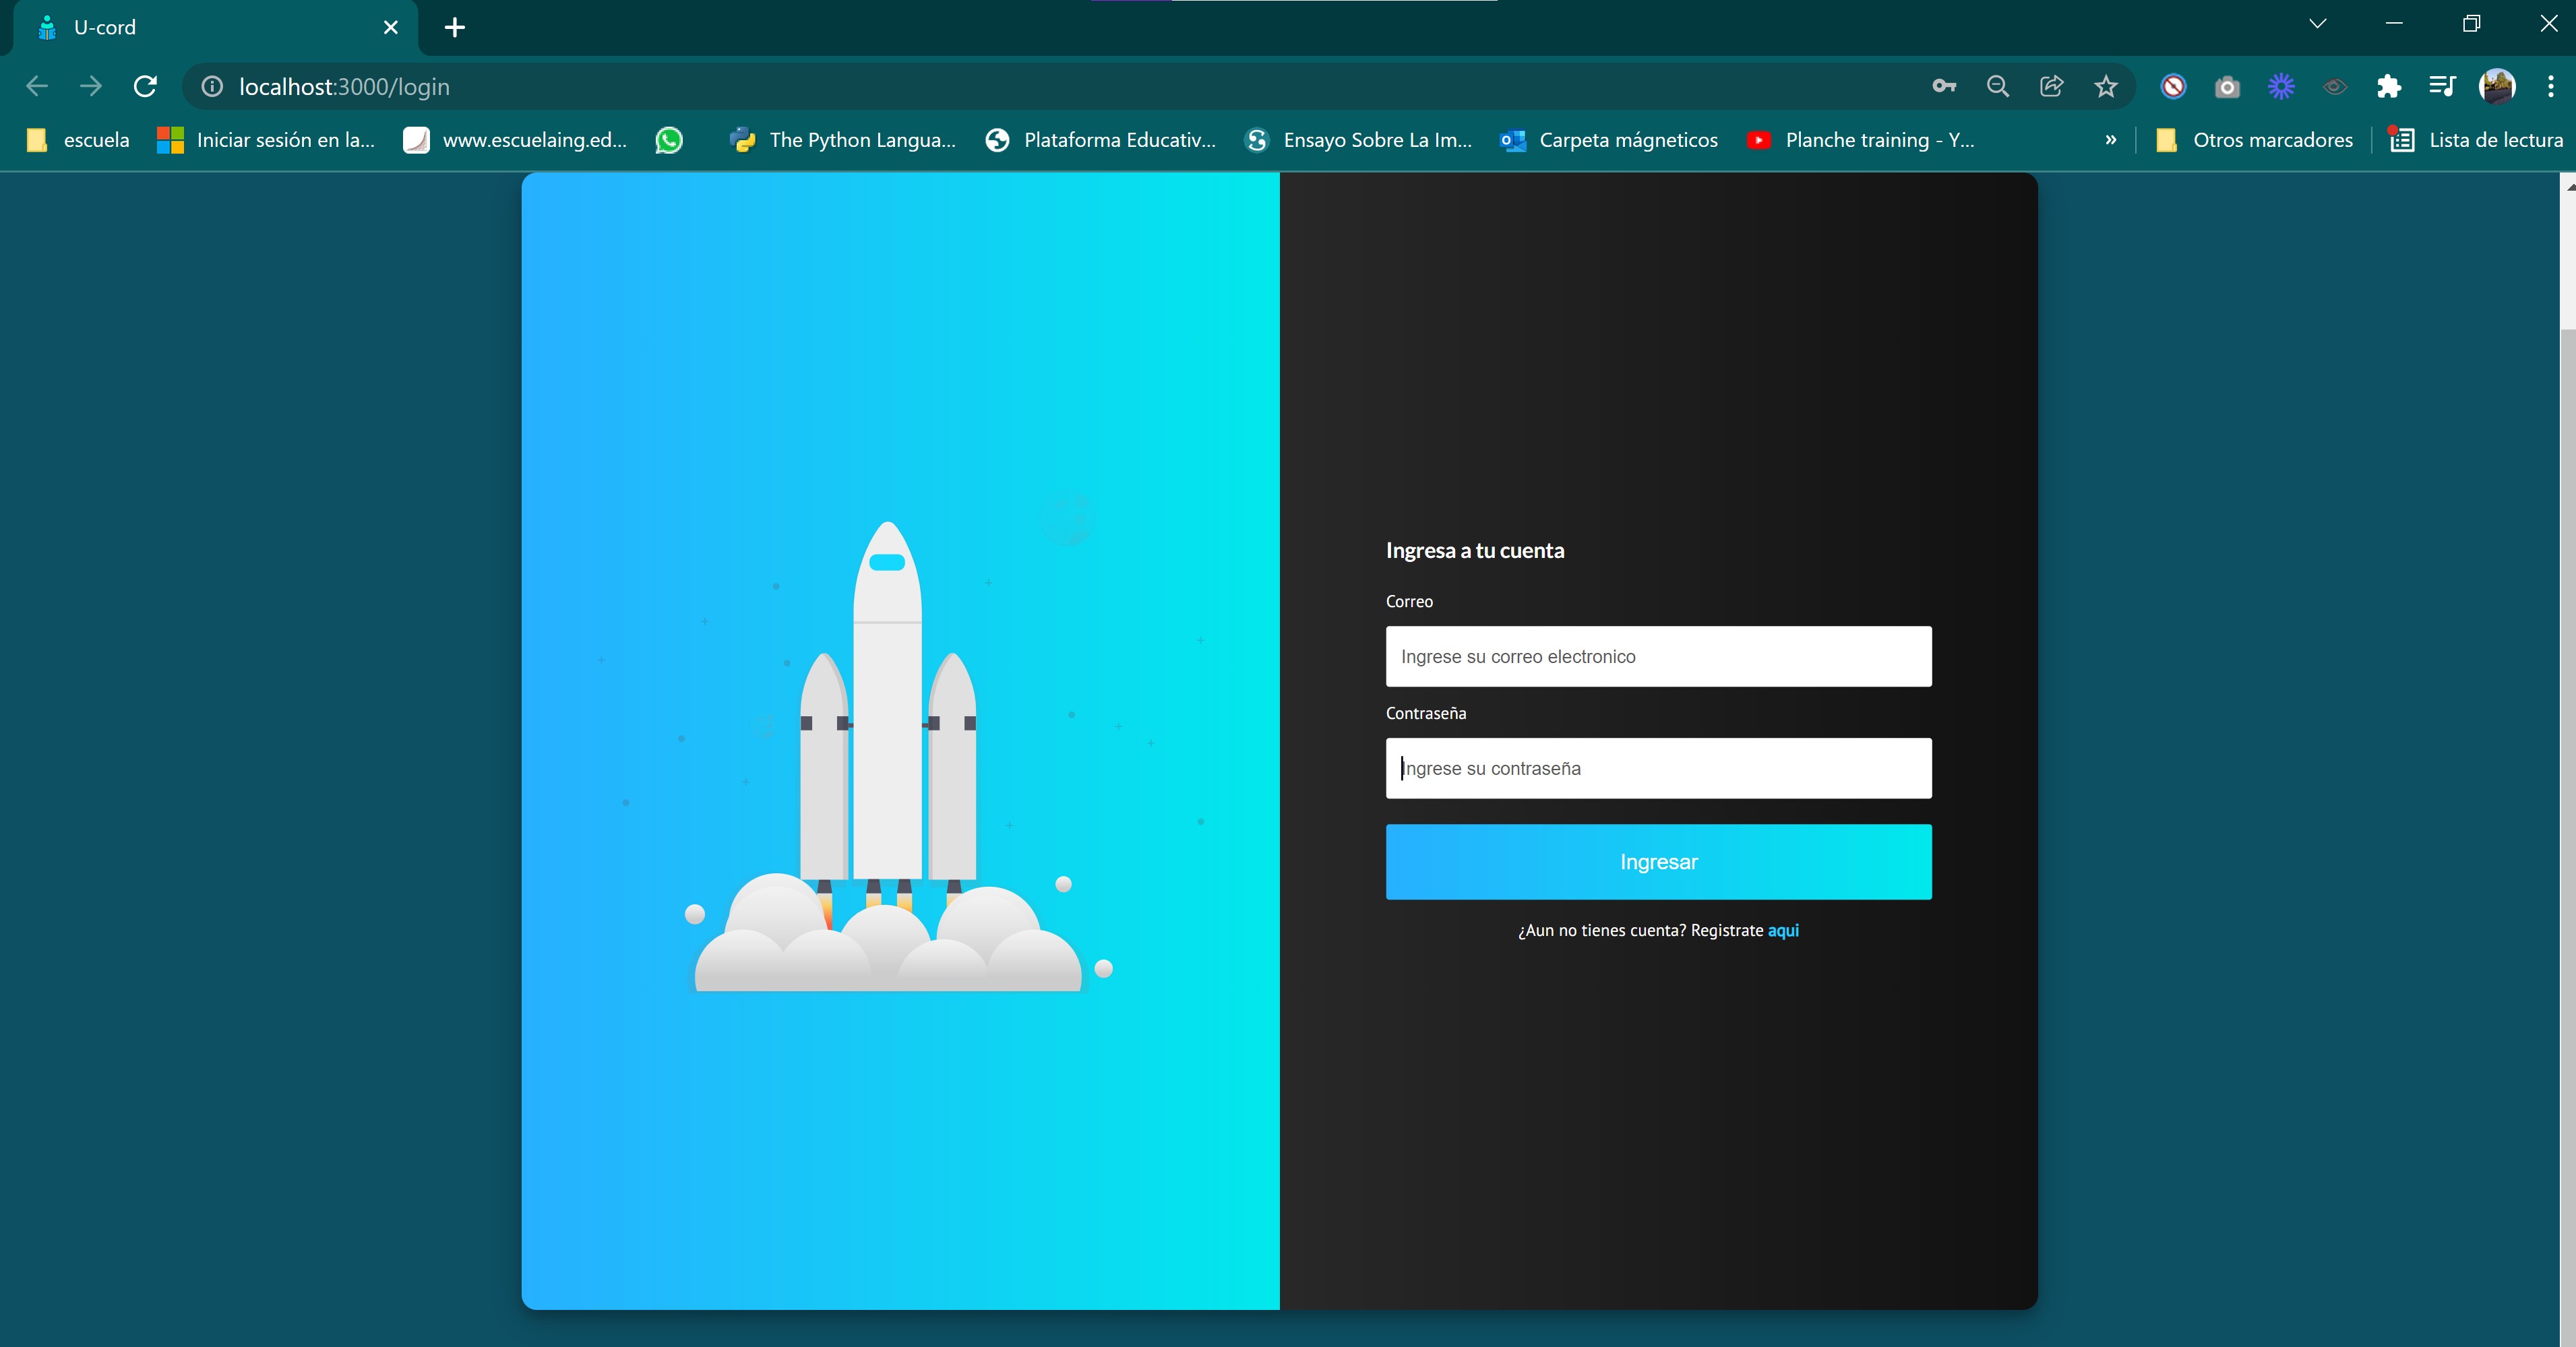 U-cord
localhost:3000/login
escuela
Iniciar sesión en la...
www.escuelaing.ed...
The Python Langua...
Plataforma Educativ...
Ensayo Sobre La Im...
Carpeta mágneticos
Planche training - Y...
»
Otros marcadores
Lista de lectura
Ingresa a tu cuenta
Correo
Ingrese su correo electronico
Contraseña
Ingrese su contraseña
Ingresar
¿Aun no tienes cuenta? Registrate aqui